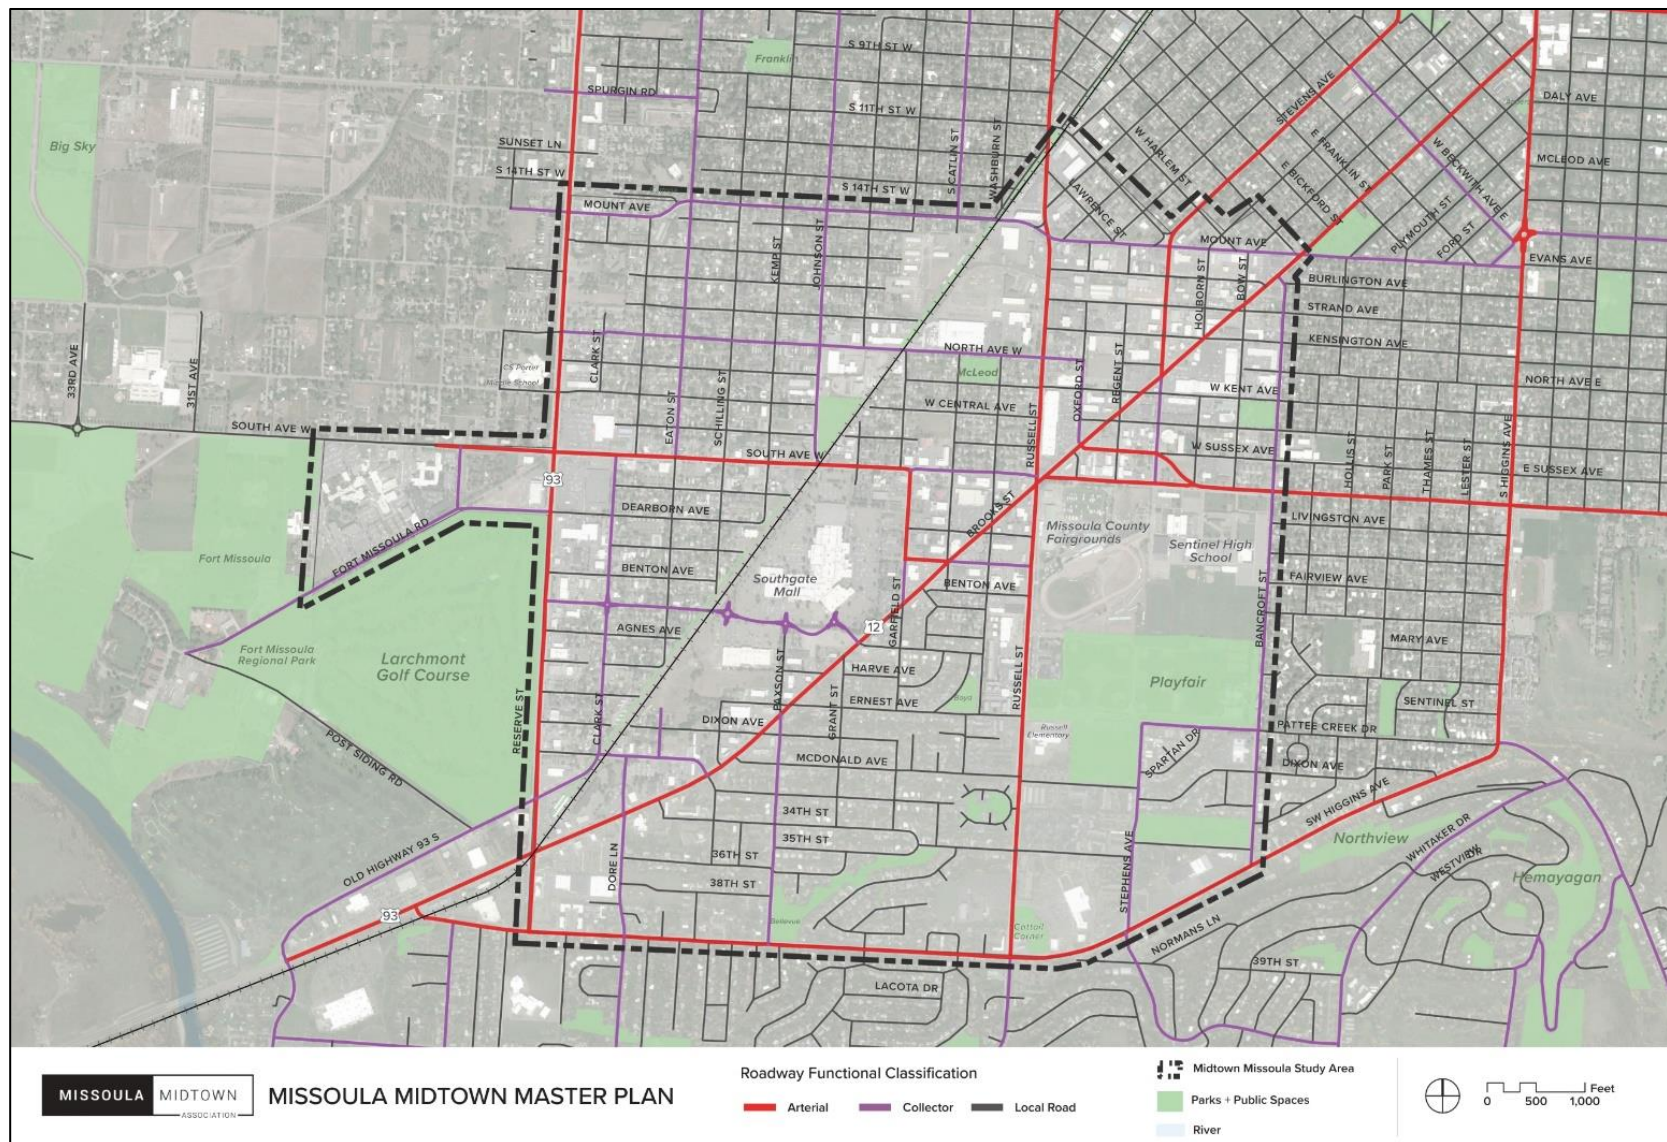 S 9TH ST W
Franklin
SPURGIN RD
S 11TH ST W
STEVENS AVE
DALY AVE
Big Sky
SUNSET LN
S 14TH ST W
S 14TH ST W
S CATLIN ST
WASHBURN ST
W HARLEM ST
E FRANKLIN ST
W BECKWITH AVE E
MCLEOD AVE
MOUNT AVE
LAWRENCE ST
E BICKFORD ST
PLYMOUTH ST
FORD ST
KEMP ST
JOHNSON ST
MOUNT AVE
HOLBORN ST
BOW ST
EVANS AVE
BURLINGTON AVE
STRAND AVE
KENSINGTON AVE
33RD AVE
31ST AVE
CS Porter
Middle School
CLARK ST
NORTH AVE W
McLeod
OXFORD ST
REGENT ST
W KENT AVE
NORTH AVE E
EATON ST
SCHILLING ST
W CENTRAL AVE
RUSSELL ST
SOUTH AVE W
SOUTH AVE W
W SUSSEX AVE
HOLLIS ST
PARK ST
THAMES ST
LESTER ST
S HIGGINS AVE
E SUSSEX AVE
93
DEARBORN AVE
BROOKS ST
Missoula County
Fairgrounds
Sentinel High
School
LIVINGSTON AVE
FORT MISSOULA RD
Fort Missoula
BENTON AVE
Southgate
Mall
BENTON AVE
FAIRVIEW AVE
GARFIELD ST
BANCROFT ST
AGNES AVE
12
MARY AVE
Fort Missoula
Regional Park
Larchmont
Golf Course
PAXSON ST
HARVE AVE
RUSSELL ST
Playfair
RESERVE ST
CLARK ST
GRANT ST
ERNEST AVE
SENTINEL ST
DIXON AVE
Russell
Elementary
PATTEE CREEK DR
POST SIDING RD
MCDONALD AVE
SPARTAN DR
DIXON AVE
34TH ST
SW HIGGINS AVE
35TH ST
Northview
WHITAKER DR
OLD HIGHWAY 93 S
DORE LN
36TH ST
STEPHENS AVE
WESTVIEW DR
38TH ST
Hemayagan
93
Bellevue
Cottoll
Corner
NORMANS LN
39TH ST
LACOTA DR
MISSOULA MIDTOWN
ASSOCIATION
MISSOULA MIDTOWN MASTER PLAN
Roadway Functional Classification
Arterial
Collector
Local Road
Midtown Missoula Study Area
Parks + Public Spaces
River
Feet
0 500 1,000